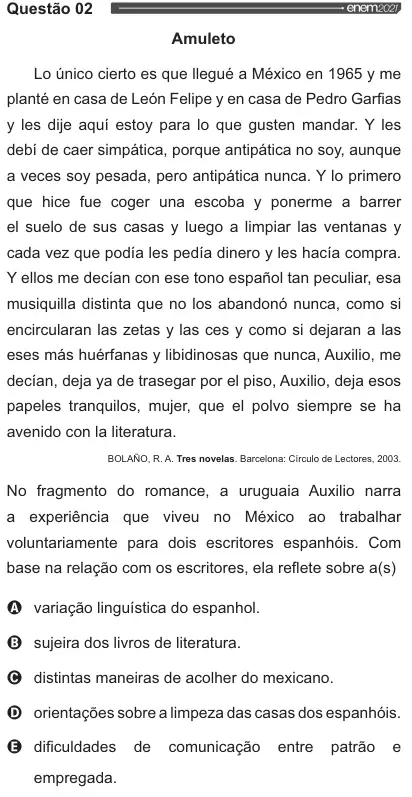 Questão 02
enem2021
Amuleto
Lo único cierto es que llegué a México en 1965 y me
planté en casa de León Felipe y en casa de Pedro Garfias
y les dije aquí estoy para lo que gusten mandar. Y les
debí de caer simpática, porque antipática no soy, aunque
a veces soy pesada, pero antipática nunca. Y lo primero
que hice fue coger una escoba y ponerme a barrer
el suelo de sus casas y luego a limpiar las ventanas y
cada vez que podía les pedía dinero y les hacía compra.
Y ellos me decían con ese tono español tan peculiar, esa
musiquilla distinta que no los abandonó nunca, como si
encircularan las zetas y las ces y como si dejaran a las
eses más huérfanas y libidinosas que nunca, Auxilio, me
decían, deja ya de trasegar por el piso, Auxilio, deja esos
papeles tranquilos, mujer, que el polvo siempre se ha
avenido con la literatura.
BOLAÑO, R. A. Tres novelas. Barcelona: Círculo de Lectores, 2003.
No fragmento do romance, a uruguaia Auxilio narra
a experiência que viveu no México ao trabalhar
voluntariamente para dois escritores espanhóis. Com
base na relação com os escritores, ela reflete sobre a(s)
A variação linguística do espanhol.
B sujeira dos livros de literatura.
C distintas maneiras de acolher do mexicano.
D orientações sobre a limpeza das casas dos espanhóis.
E dificuldades de comunicação entre patrão e
empregada.